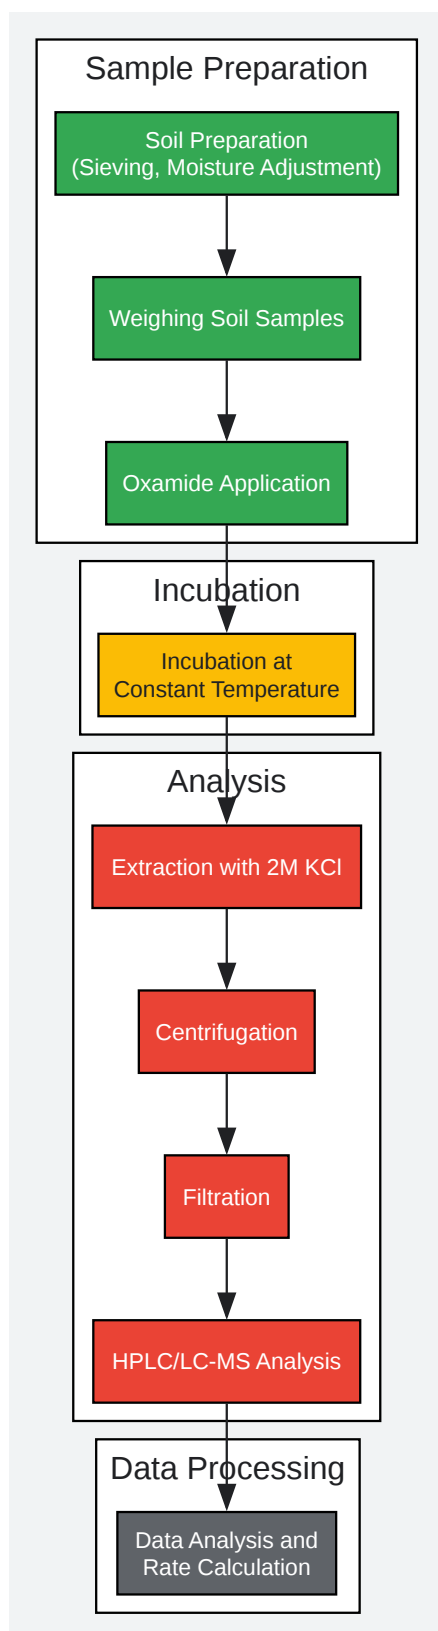 Sample Preparation
Soil Preparation
(Sieving, Moisture Adjustment)
Weighing Soil Samples
Oxamide Application
Incubation
Incubation at
Constant Temperature
Analysis
Extraction with 2M KCl
Centrifugation
Filtration
HPLC/LC-MS Analysis
Data Processing
Data Analysis and
Rate Calculation